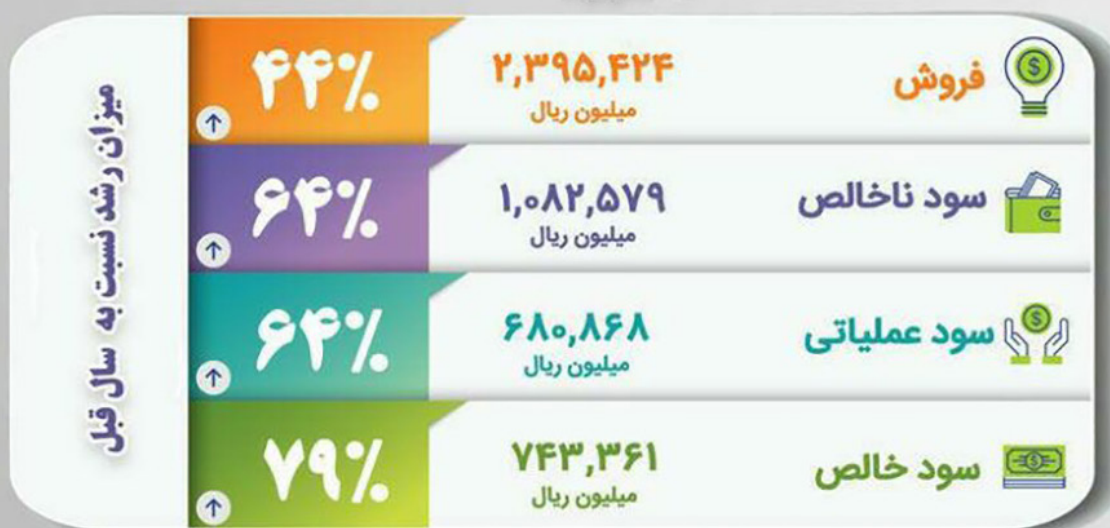 فروش
۲,۳۹۵,۴۲۴
میلیون ریال
۴۴%
سود ناخالص
۱,۰۸۲,۵۷۹
میلیون ریال
۶۴%
سود عملیاتی
۶۸۰,۸۶۸
میلیون ریال
۶۴%
سود خالص
۷۴۳,۳۶۱
میلیون ریال
۷۹%
میزان رشد نسبت به سال قبل